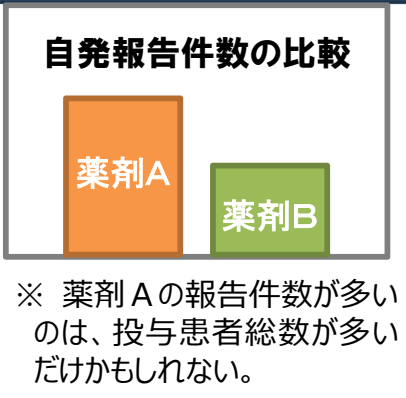 自発報告件数の比較
薬剤A
薬剤B
※ 薬剤Aの報告件数が多い
のは、投与患者総数が多い
だけかもしれない。